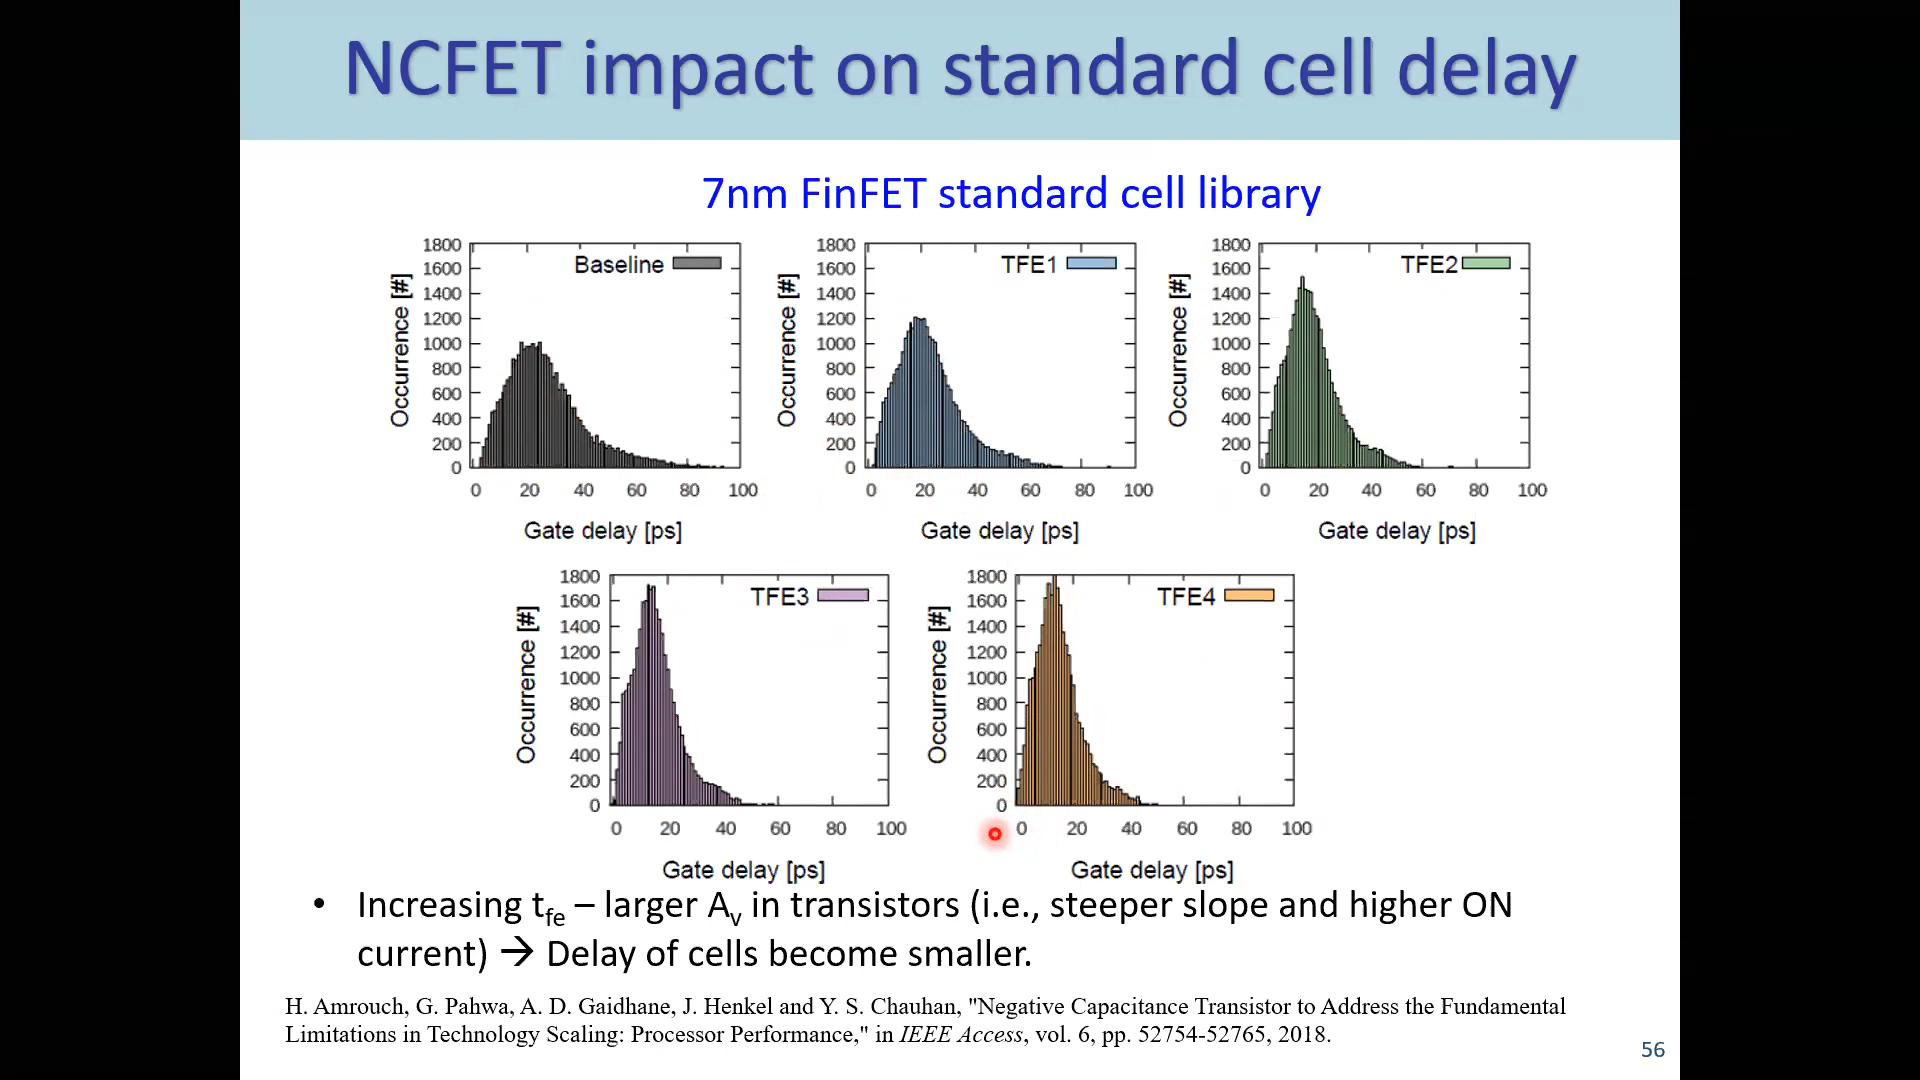 NCFET impact on standard cell delay
7nm FinFET standard cell library
1800
1600
1400
1200
1000
800
600
400
200
0
Occurrence [#]
Baseline
0 20 40 60 80 100
Gate delay [ps]
1800
1600
1400
1200
1000
800
600
400
200
0
Occurrence [#]
TFE1
0 20 40 60 80 100
Gate delay [ps]
1800
1600
1400
1200
1000
800
600
400
200
0
Occurrence [#]
TFE2
0 20 40 60 80 100
Gate delay [ps]
1800
1600
1400
1200
1000
800
600
400
200
0
Occurrence [#]
TFE3
0 20 40 60 80 100
Gate delay [ps]
1800
1600
1400
1200
1000
800
600
400
200
0
Occurrence [#]
TFE4
0 20 40 60 80 100
Gate delay [ps]
• Increasing tfe – larger Av in transistors (i.e., steeper slope and higher ON
current) → Delay of cells become smaller.
H. Amrouch, G. Pahwa, A. D. Gaidhane, J. Henkel and Y. S. Chauhan, "Negative Capacitance Transistor to Address the Fundamental
Limitations in Technology Scaling: Processor Performance," in IEEE Access, vol. 6, pp. 52754-52765, 2018.
56